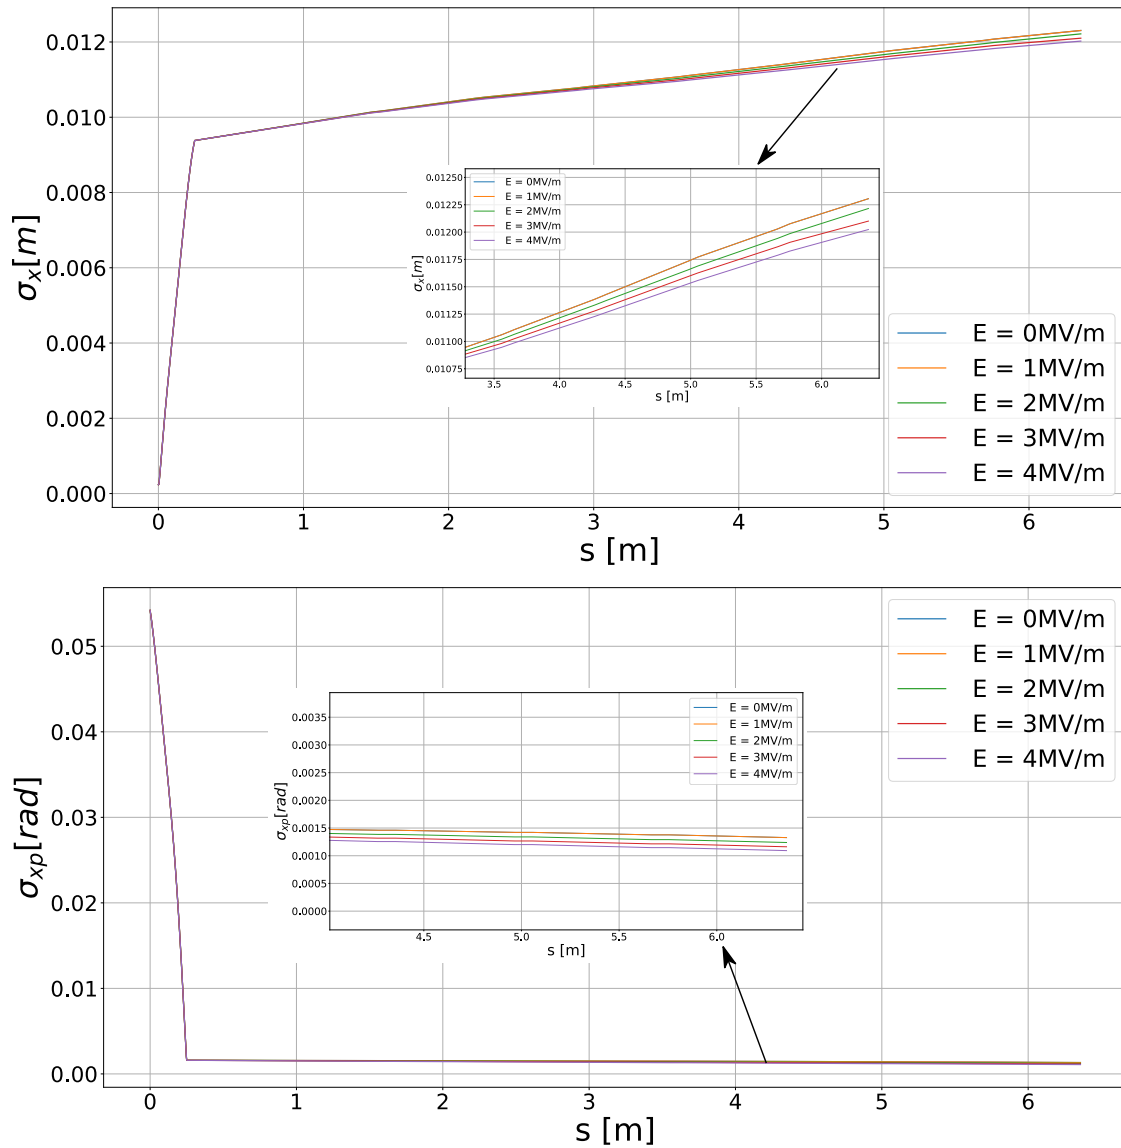 0.012
0.010
0.008
0.006
0.004
0.002
0.000
σx[m]
0 1 2 3 4 5 6
s [m]
E = 0MV/m
E = 1MV/m
E = 2MV/m
E = 3MV/m
E = 4MV/m
0.01250
0.01225
0.01200
0.01175
0.01150
0.01125
0.01100
0.01075
σx[m]
3.5 4.0 4.5 5.0 5.5 6.0
s [m]
E = 0MV/m
E = 1MV/m
E = 2MV/m
E = 3MV/m
E = 4MV/m
0.05
0.04
0.03
0.02
0.01
0.00
σxp[rad]
0 1 2 3 4 5 6
s [m]
E = 0MV/m
E = 1MV/m
E = 2MV/m
E = 3MV/m
E = 4MV/m
0.0035
0.0030
0.0025
0.0020
0.0015
0.0010
0.0005
0.0000
σxp[rad]
4.5 5.0 5.5 6.0
s [m]
E = 0MV/m
E = 1MV/m
E = 2MV/m
E = 3MV/m
E = 4MV/m